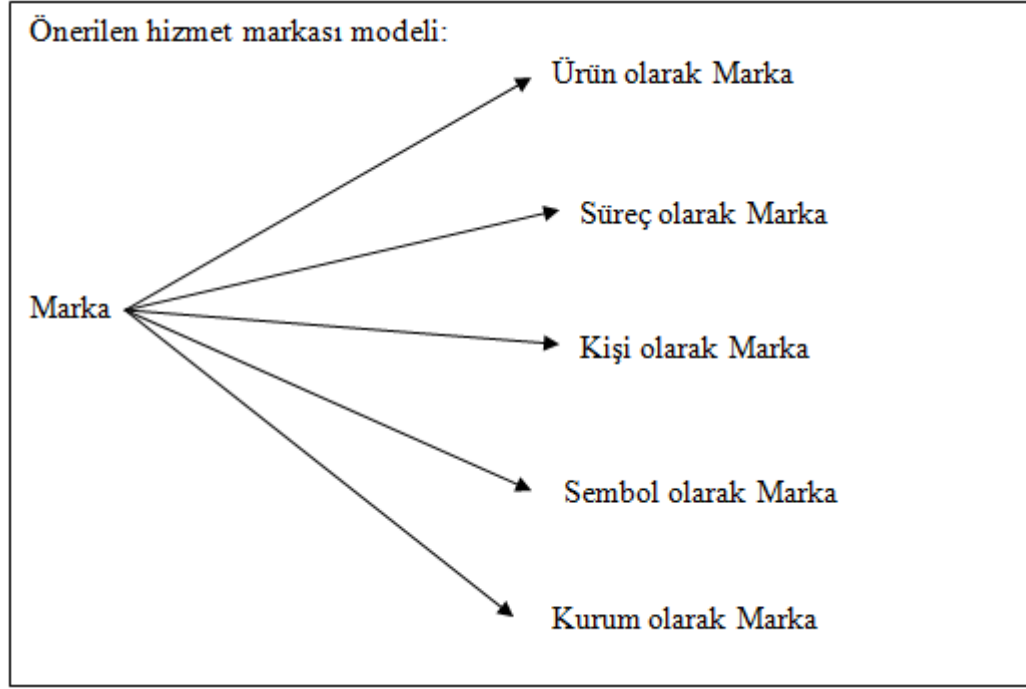 Önerilen hizmet markası modeli:
Ürün olarak Marka
Süreç olarak Marka
Marka
Kişi olarak Marka
Sembol olarak Marka
Kurum olarak Marka